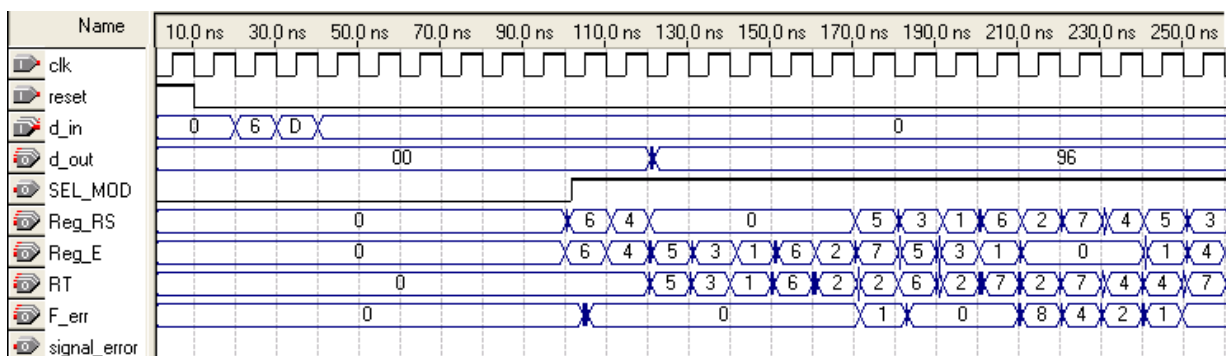 Name 10.0 ns 30.0 ns 50.0 ns 70.0 ns 90.0 ns 110.0 ns 130.0 ns 150.0 ns 170.0 ns 190.0 ns 210.0 ns 230.0 ns 250.0 ns
clk
reset
d_in 0 6 D 0
d_out 00 96
SEL_MOD
Reg_RS 0 6 4 0 5 3 1 6 2 7 4 5 3
Reg_E 0 6 4 5 3 1 6 2 7 5 3 1 0 1 4
RT 0 5 3 1 6 2 2 6 2 7 2 7 4 4 7
F_err 0 0 1 0 8 4 2 1
signal_error